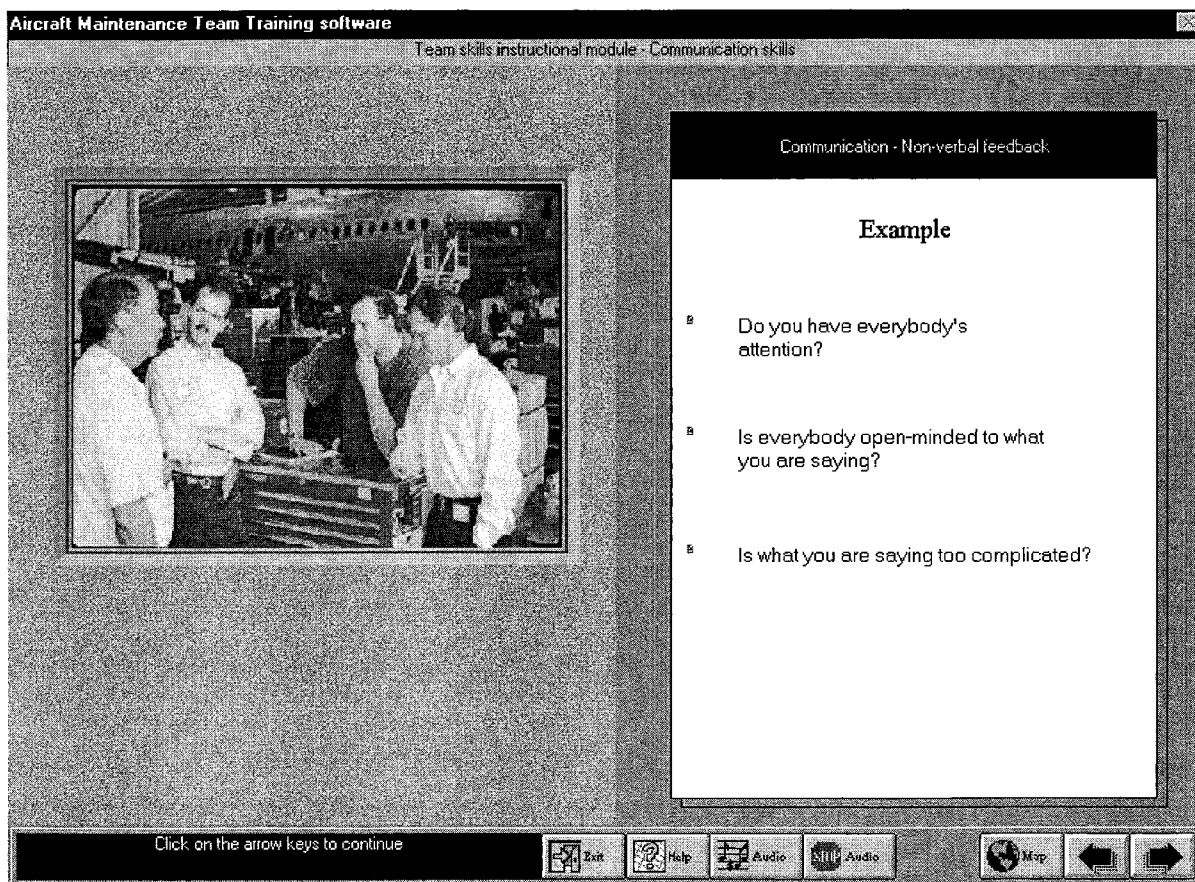 Aircraft Maintenance Team Training software
Team skills instructional module - Communication skills
Communication - Non-verbal feedback
Example
Do you have everybody's
attention?
Is everybody open-minded to what
you are saying?
Is what you are saying too complicated?
Click on the arrow keys to continue
Exit
Help
Audio
STOP Audio
Map